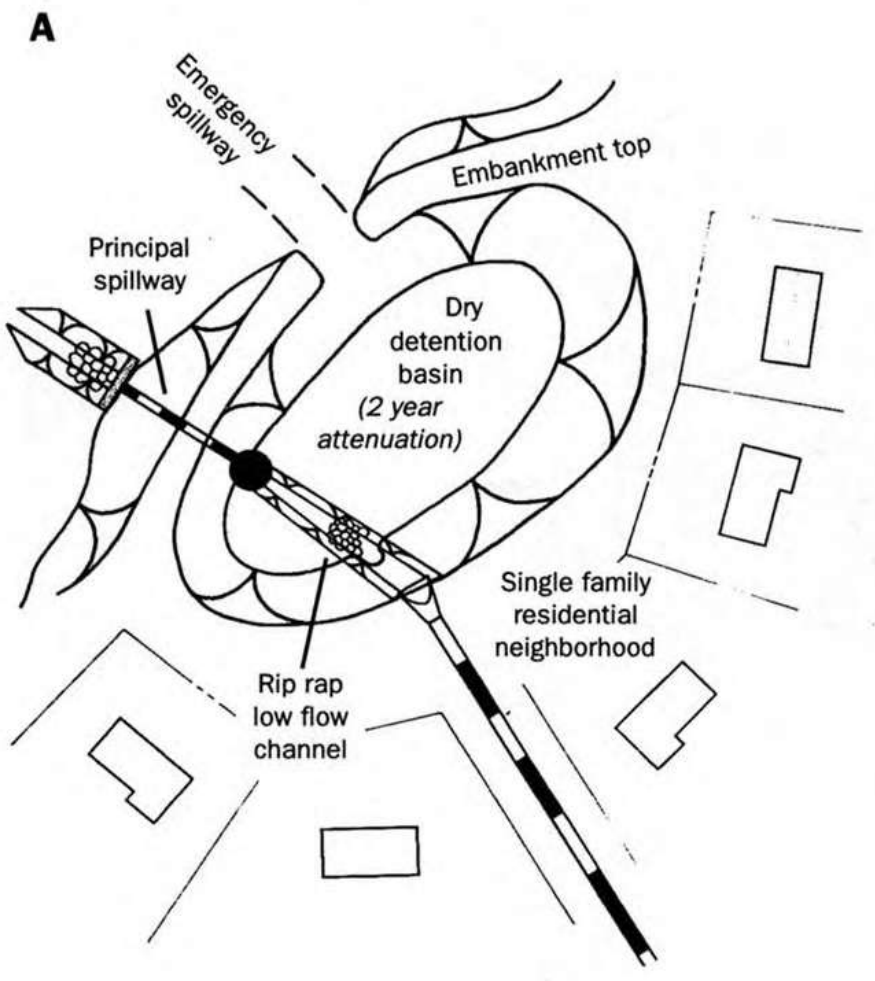 A
Emergency
spillway
Embankment top
Principal
spillway
Dry
detention
basin
(2 year
attenuation)
Single family
residential
neighborhood
Rip rap
low flow
channel